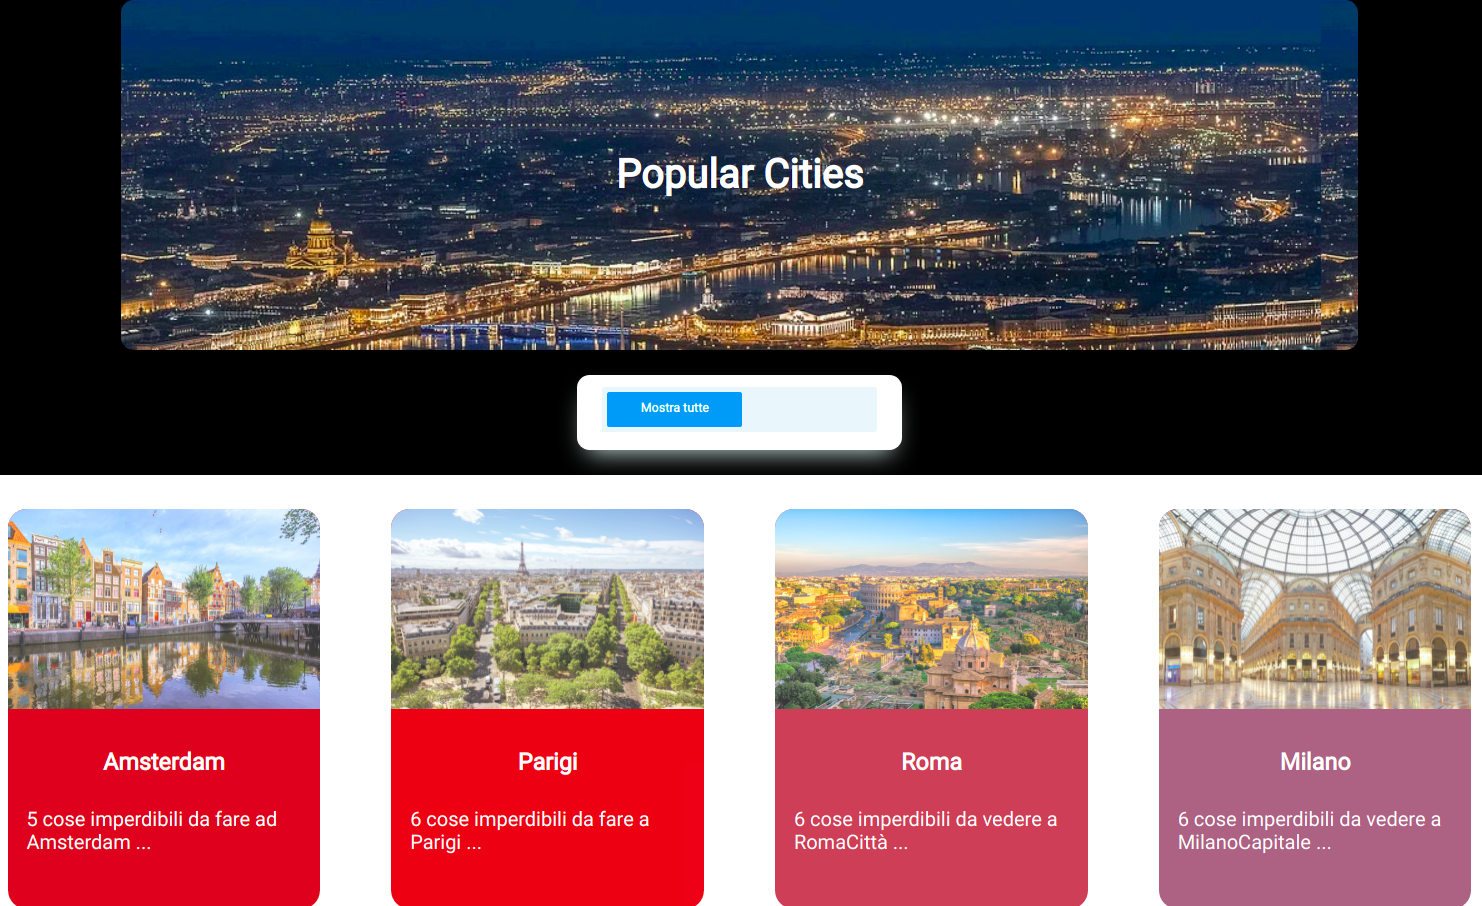 Popular Cities
Mostra tutte
Amsterdam
5 cose imperdibili da fare ad
Amsterdam ...
Parigi
6 cose imperdibili da fare a
Parigi ...
Roma
6 cose imperdibili da vedere a
RomaCittà ...
Milano
6 cose imperdibili da vedere a
MilanoCapitale ...